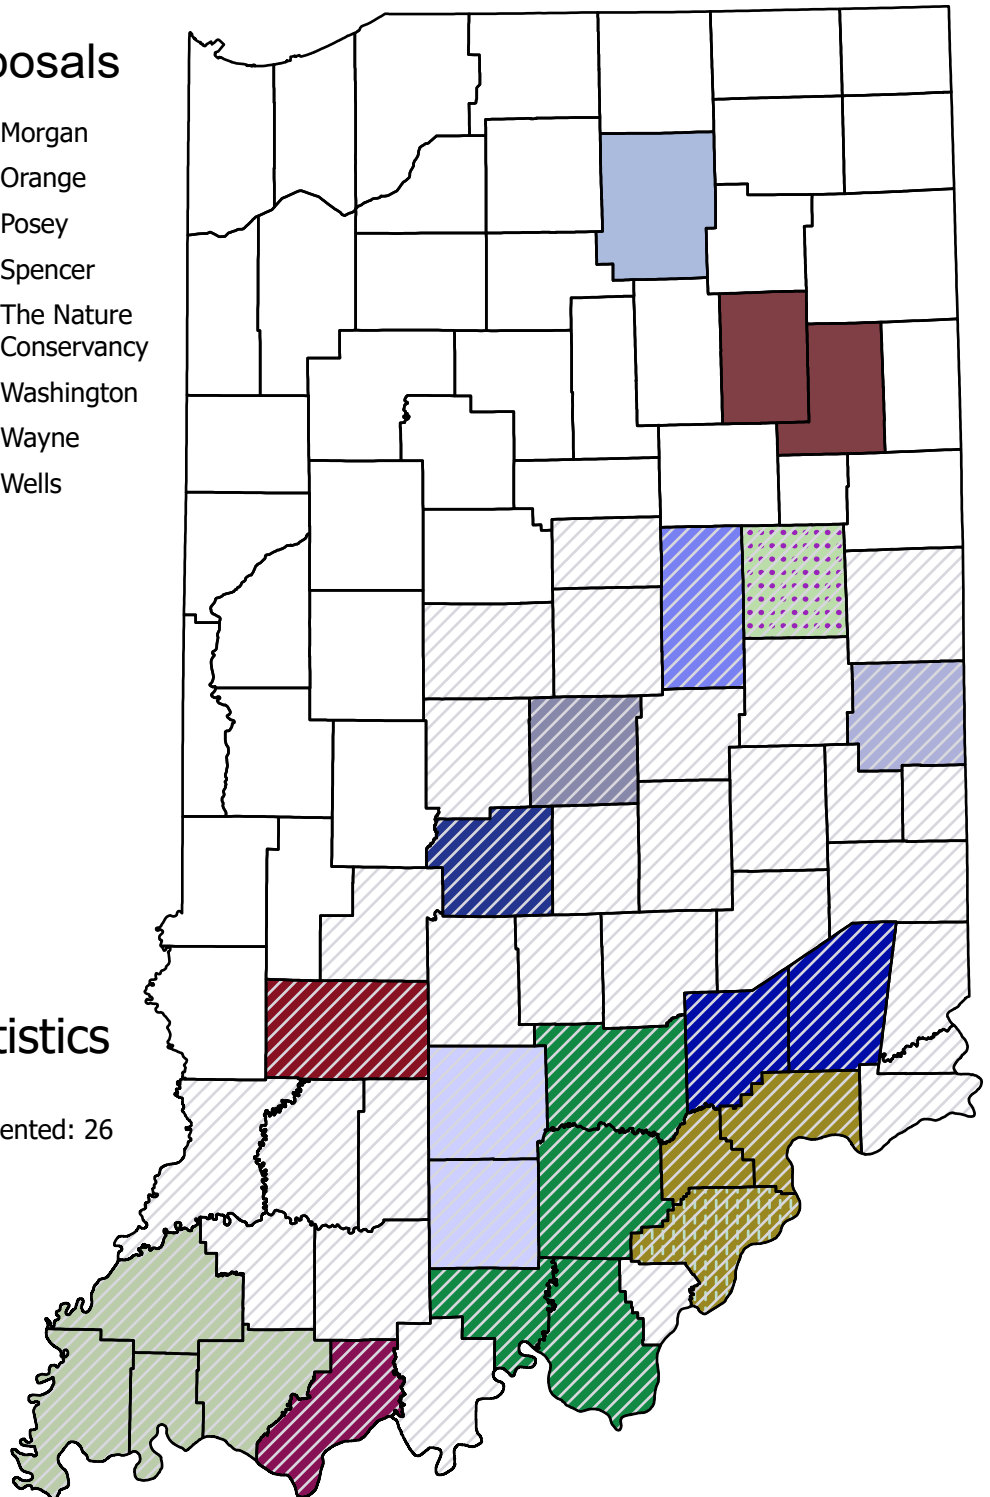 posals
Morgan
Orange
Posey
Spencer
The Nature
Conservancy
Washington
Wayne
Wells
tistics
ented: 26